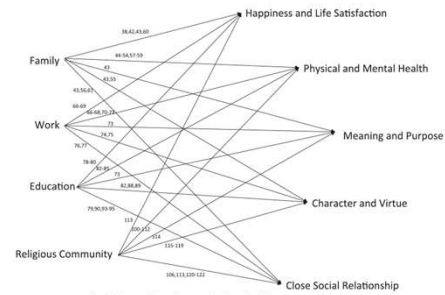 Happiness and Life Satisfaction
38,42,43,60
Family
44-54,57-59
Physical and Mental Health
43
43,55
43,56,61
66-69
66-68,70-72
Work
73
Meaning and Purpose
74,75
76,77
78-80
82-89
73
Education
82,88,89
Character and Virtue
79,90,93-95
113
100-112
114
Religious Community
115-119
106,113,120-122
Close Social Relationship